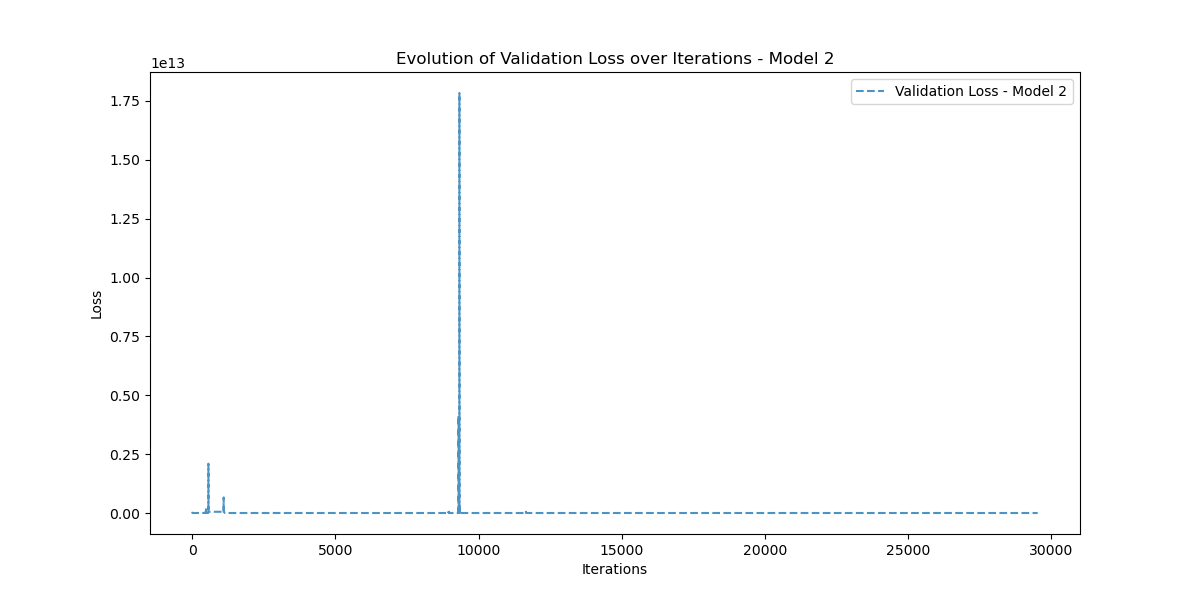 Evolution of Validation Loss over Iterations - Model 2
1e13
Validation Loss - Model 2
1.75
1.50
1.25
1.00
0.75
0.50
0.25
0.00
Loss
0 5000 10000 15000 20000 25000 30000
Iterations